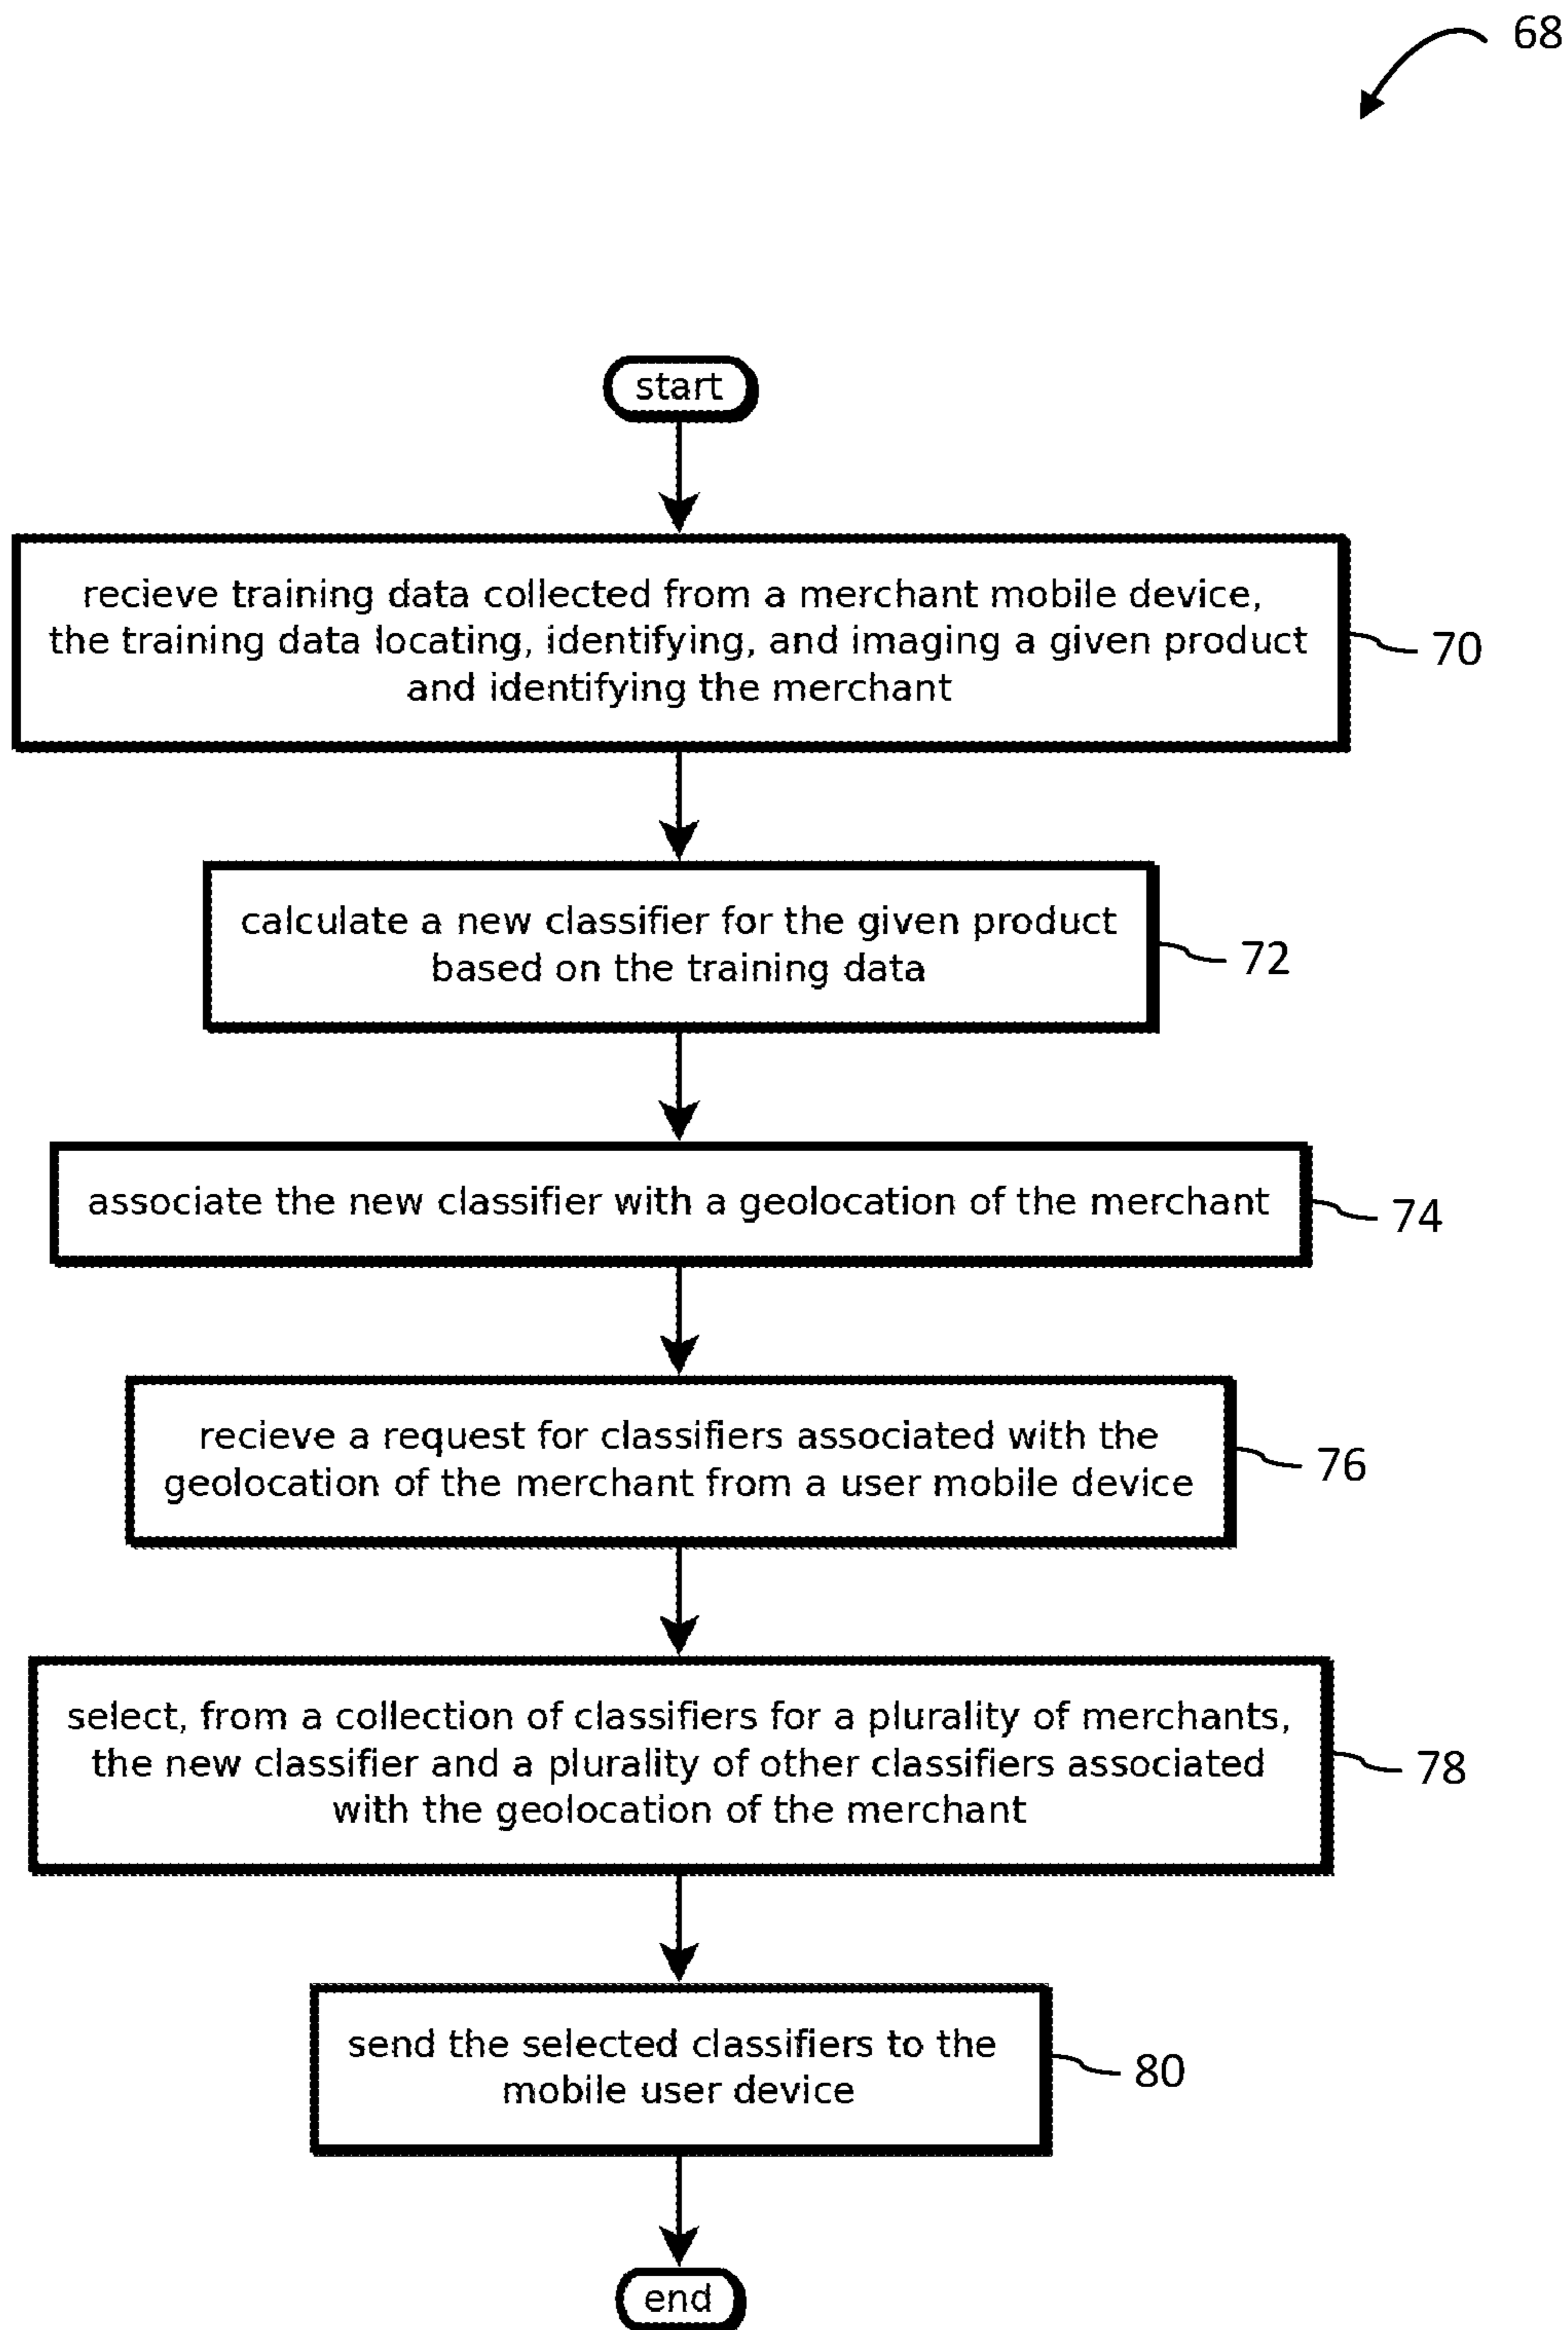 68
start
recieve training data collected from a merchant mobile device,
the training data locating, identifying, and imaging a given product
and identifying the merchant
70
calculate a new classifier for the given product
based on the training data
72
associate the new classifier with a geolocation of the merchant
74
recieve a request for classifiers associated with the
geolocation of the merchant from a user mobile device
76
select, from a collection of classifiers for a plurality of merchants,
the new classifier and a plurality of other classifiers associated
with the geolocation of the merchant
78
send the selected classifiers to the
mobile user device
80
end